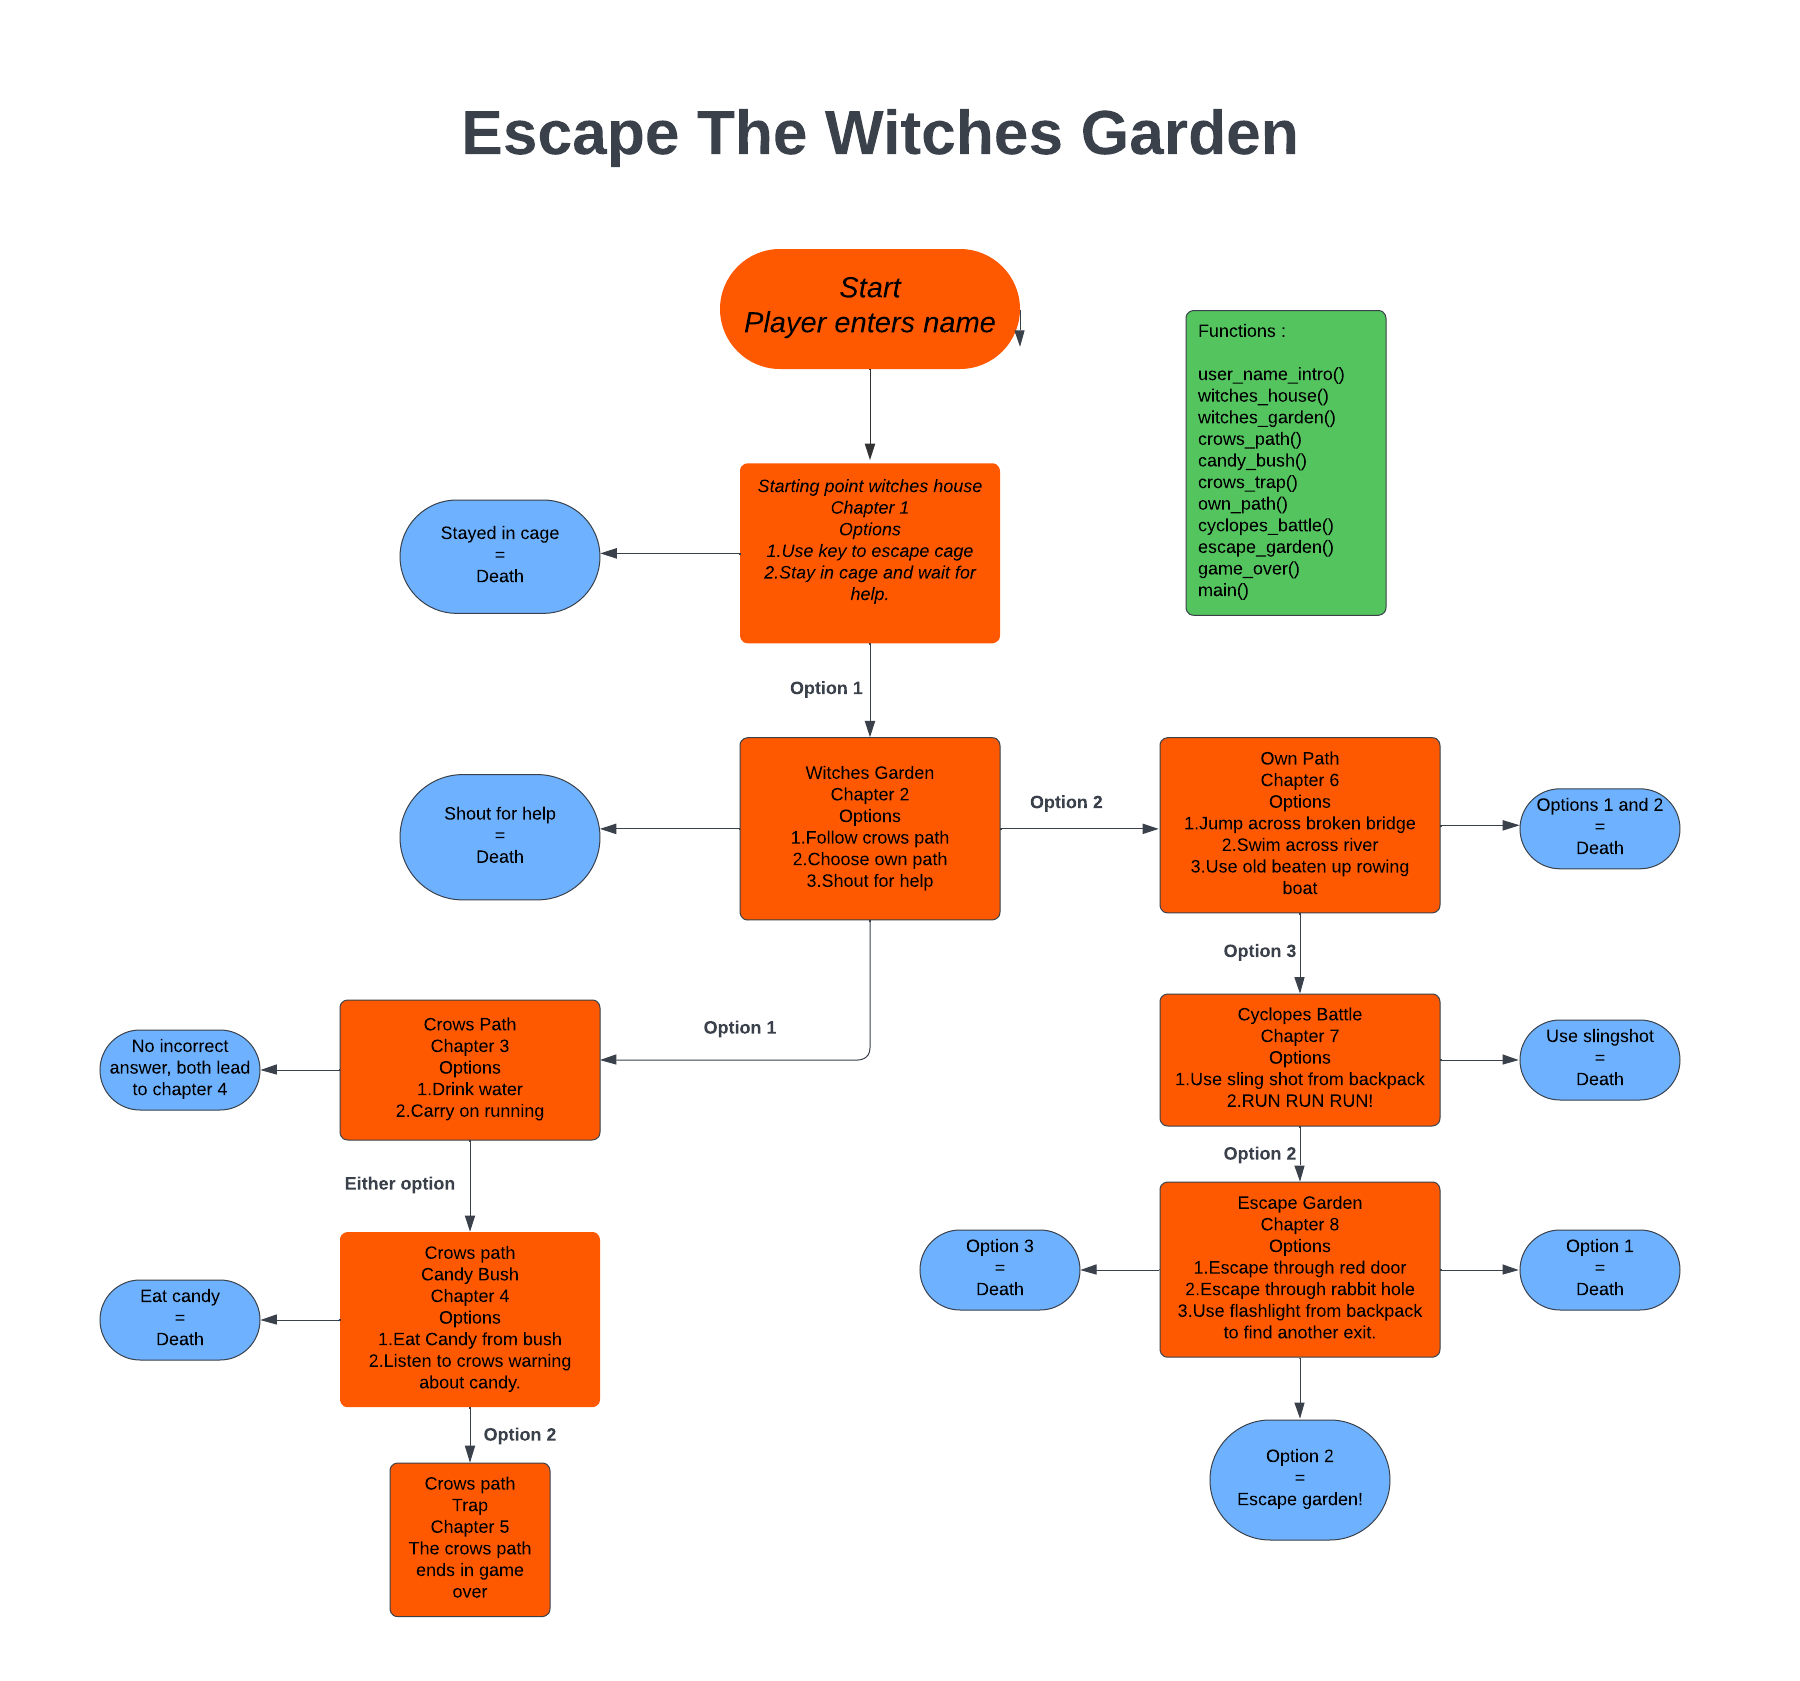 Escape The Witches Garden
Start
Player enters name
Functions :
user_name_intro()
witches_house()
witches_garden()
crows_path()
candy_bush()
crows_trap()
own_path()
cyclopes_battle()
escape_garden()
game_over()
main()
Starting point witches house
Chapter 1
Options
1.Use key to escape cage
2.Stay in cage and wait for
help.
Stayed in cage
=
Death
Option 1
Witches Garden
Chapter 2
Options
1.Follow crows path
2.Choose own path
3.Shout for help
Shout for help
=
Death
Option 2
Own Path
Chapter 6
Options
1.Jump across broken bridge
2.Swim across river
3.Use old beaten up rowing
boat
Options 1 and 2
=
Death
Option 3
Option 1
Crows Path
Chapter 3
Options
1.Drink water
2.Carry on running
No incorrect
answer, both lead
to chapter 4
Cyclopes Battle
Chapter 7
Options
1.Use sling shot from backpack
2.RUN RUN RUN!
Use slingshot
=
Death
Either option
Option 2
Crows path
Candy Bush
Chapter 4
Options
1.Eat Candy from bush
2.Listen to crows warning
about candy.
Eat candy
=
Death
Escape Garden
Chapter 8
Options
1.Escape through red door
2.Escape through rabbit hole
3.Use flashlight from backpack
to find another exit.
Option 3
=
Death
Option 1
=
Death
Option 2
Crows path
Trap
Chapter 5
The crows path
ends in game
over
Option 2
=
Escape garden!